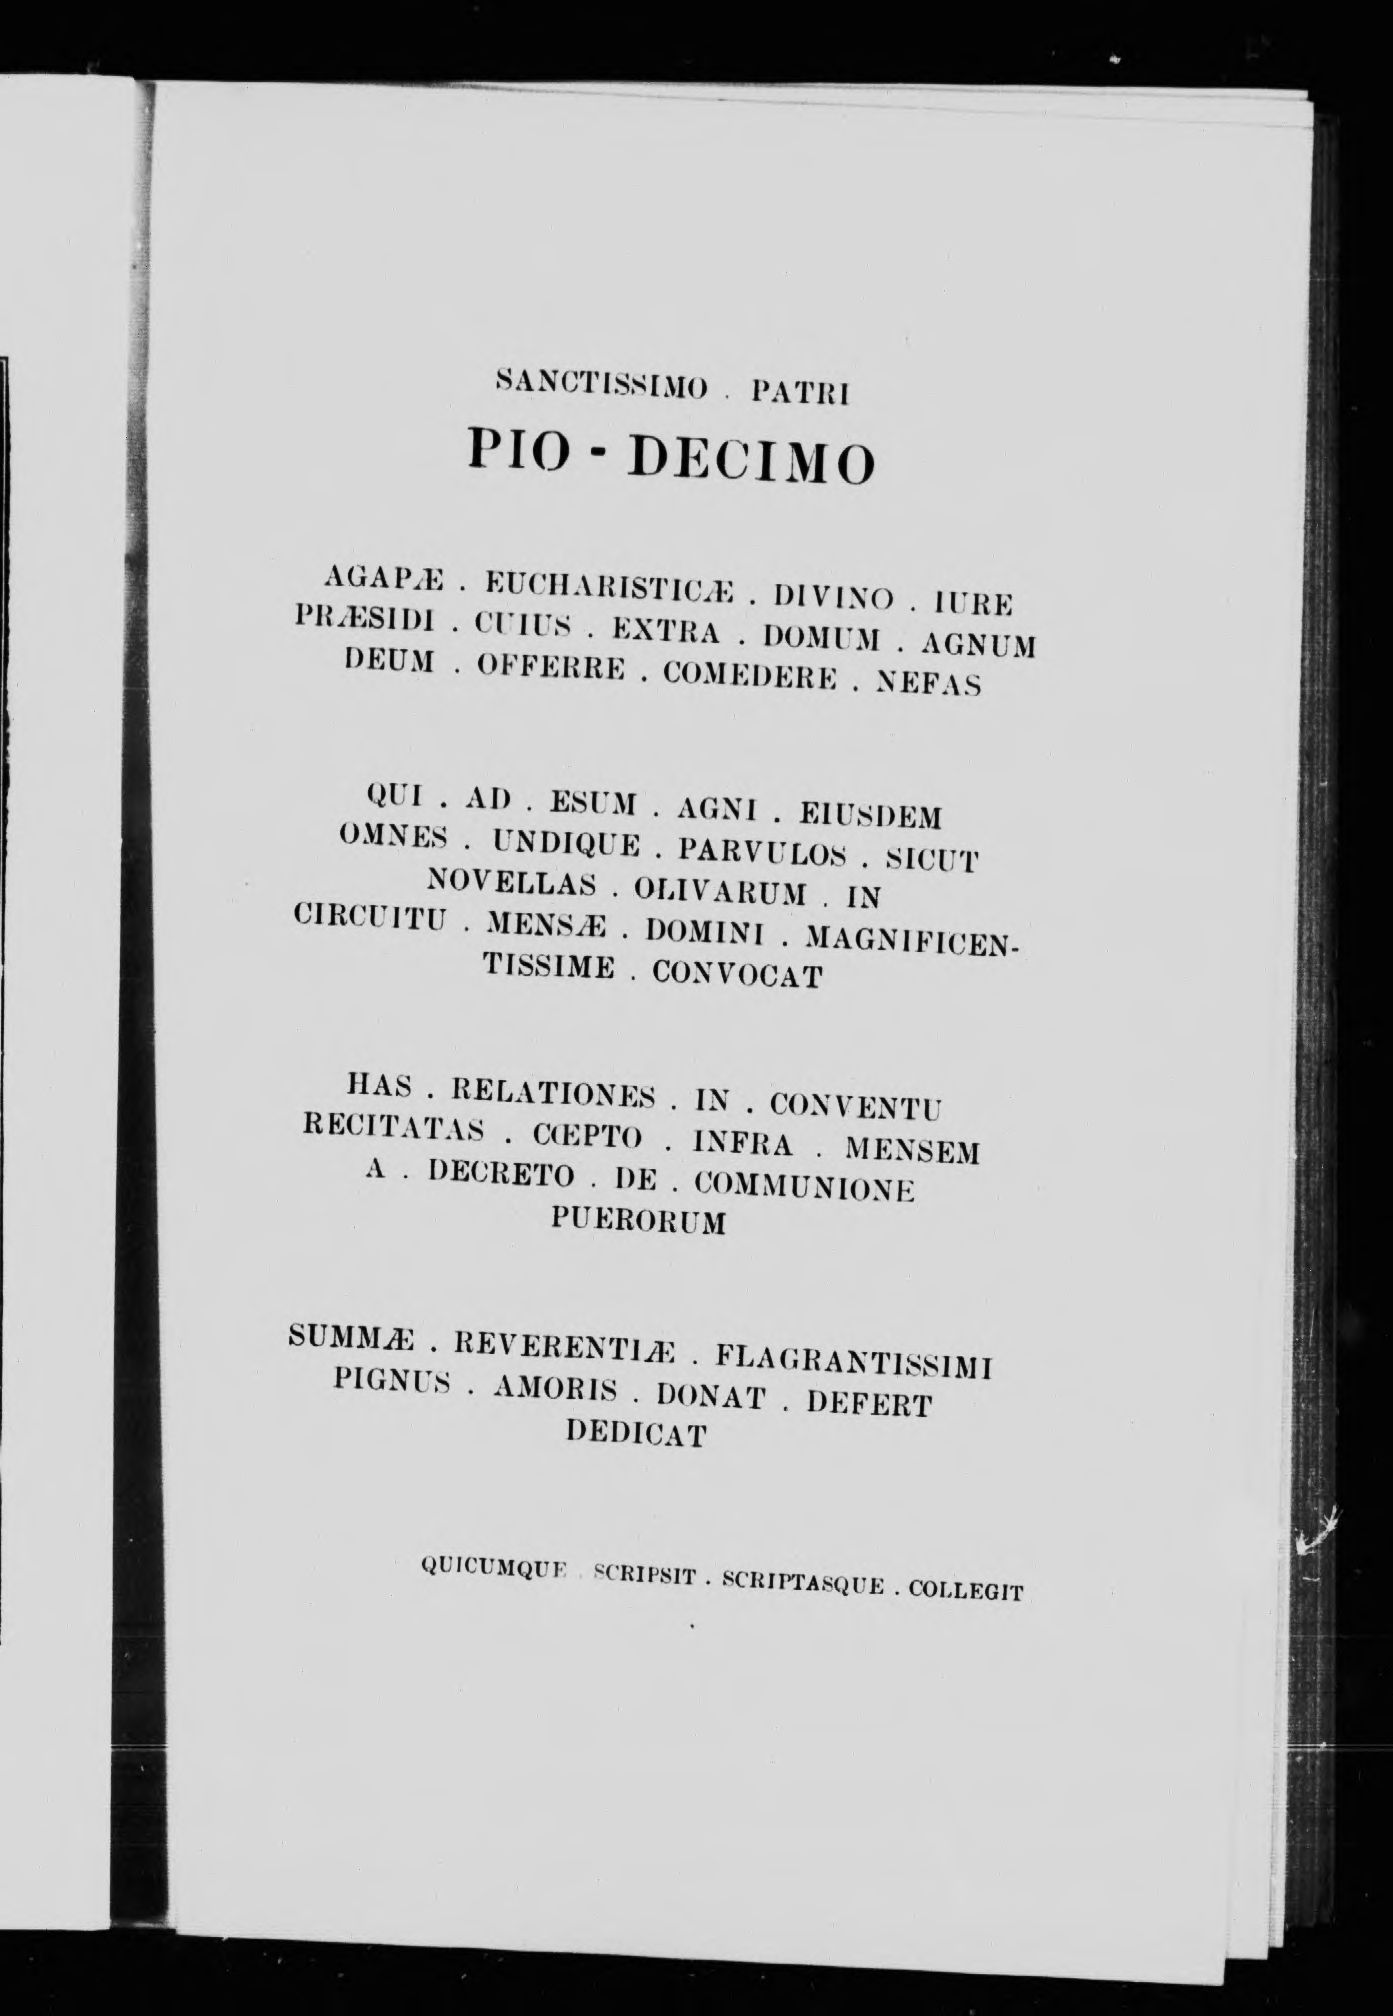 SANCTISSIMO . PATRI
PIO - DECIMO
AGAPÆ . EUCHARISTICÆ . DIVINO . IURE
PRÆSIDI . CUIUS . EXTRA . DOMUM . AGNUM
DEUM . OFFERRE . COMEDERE . NEFAS
QUI . AD . ESUM . AGNI . EIUSDEM
OMNES . UNDIQUE . PARVULOS . SICUT
NOVELLAS . OLIVARUM . IN
CIRCUITU . MENSÆ . DOMINI . MAGNIFICEN-
TISSIME . CONVOCAT
HAS . RELATIONES . IN . CONVENTU
RECITATAS . CŒPTO . INFRA . MENSEM
A . DECRETO . DE . COMMUNIONE
PUERORUM
SUMMÆ . REVERENTIÆ . FLAGRANTISSIMI
PIGNUS . AMORIS . DONAT . DEFERT
DEDICAT
QUICUMQUE . SCRIPSIT . SCRIPTASQUE . COLLEGIT